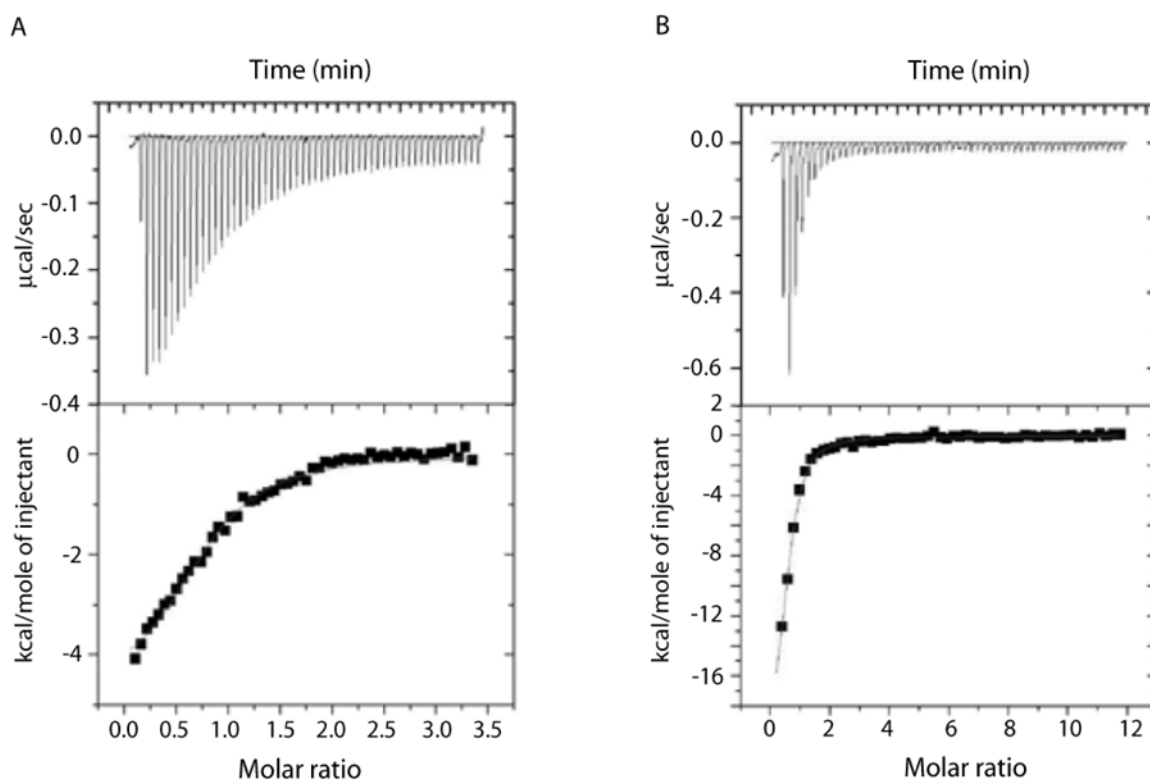 A
Time (min)
0.0
-0.1
-0.2
-0.3
-0.4
µcal/sec
0
-2
-4
kcal/mole of injectant
0.0 0.5 1.0 1.5 2.0 2.5 3.0 3.5
Molar ratio
B
Time (min)
0.0
-0.2
-0.4
-0.6
µcal/sec
2
0
-4
-8
-12
-16
kcal/mole of injectant
0 2 4 6 8 10 12
Molar ratio